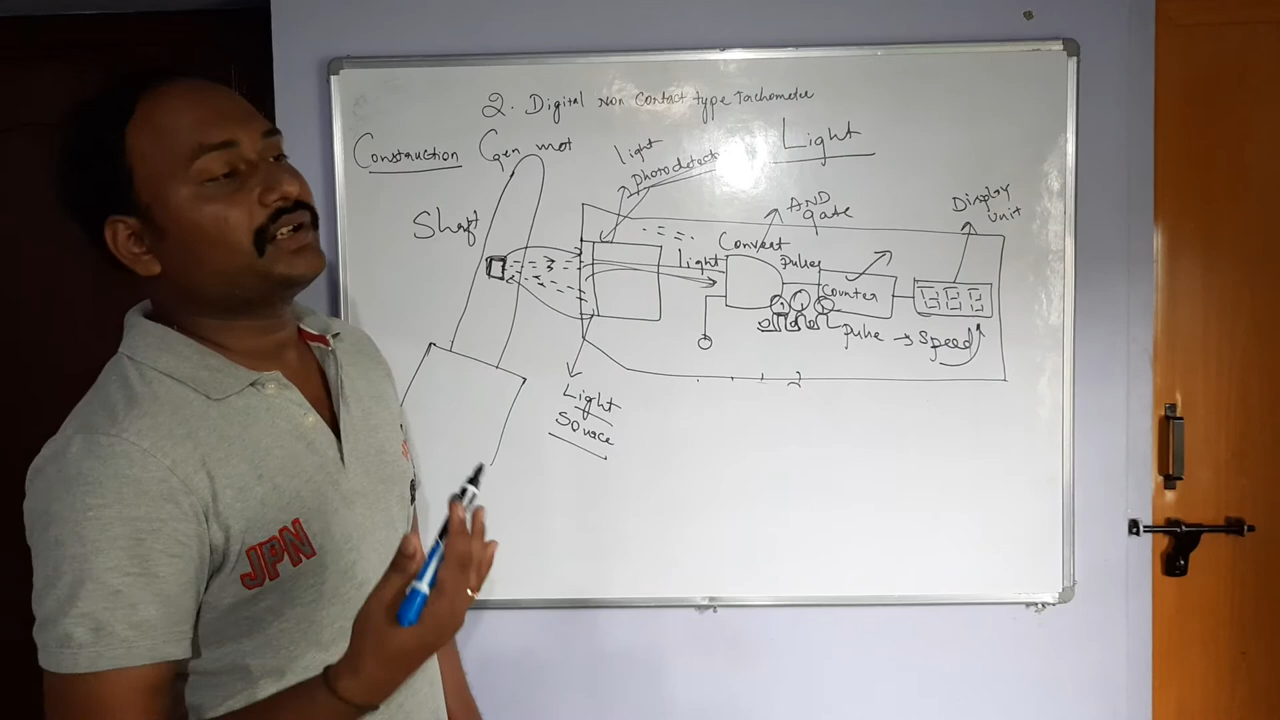 2. Digital non Contact type Tachometer
Construction
Gen mot
Light
photodetect
Light
Shaft
Light
Convert
AND
gate
Pulse
Counter
Display
unit
888
Pulse → Speed
Light
Source
JPN